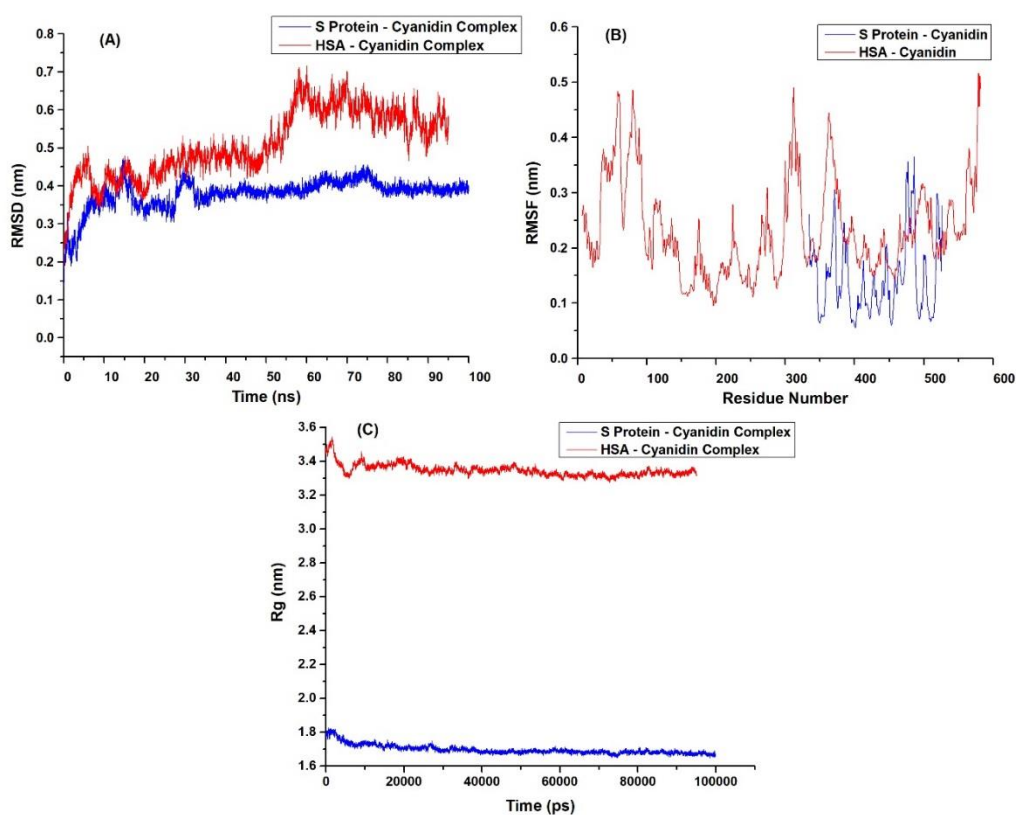 (A)
S Protein - Cyanidin Complex
HSA - Cyanidin Complex
RMSD (nm)
0.8
0.7
0.6
0.5
0.4
0.3
0.2
0.1
0.0
0 10 20 30 40 50 60 70 80 90 100
Time (ns)
(B)
S Protein - Cyanidin
HSA - Cyanidin
RMSF (nm)
0.6
0.5
0.4
0.3
0.2
0.1
0.0
0 100 200 300 400 500 600
Residue Number
(C)
S Protein - Cyanidin Complex
HSA - Cyanidin Complex
Rg (nm)
3.6
3.4
3.2
3.0
2.8
2.6
2.4
2.2
2.0
1.8
1.6
0 20000 40000 60000 80000 100000
Time (ps)